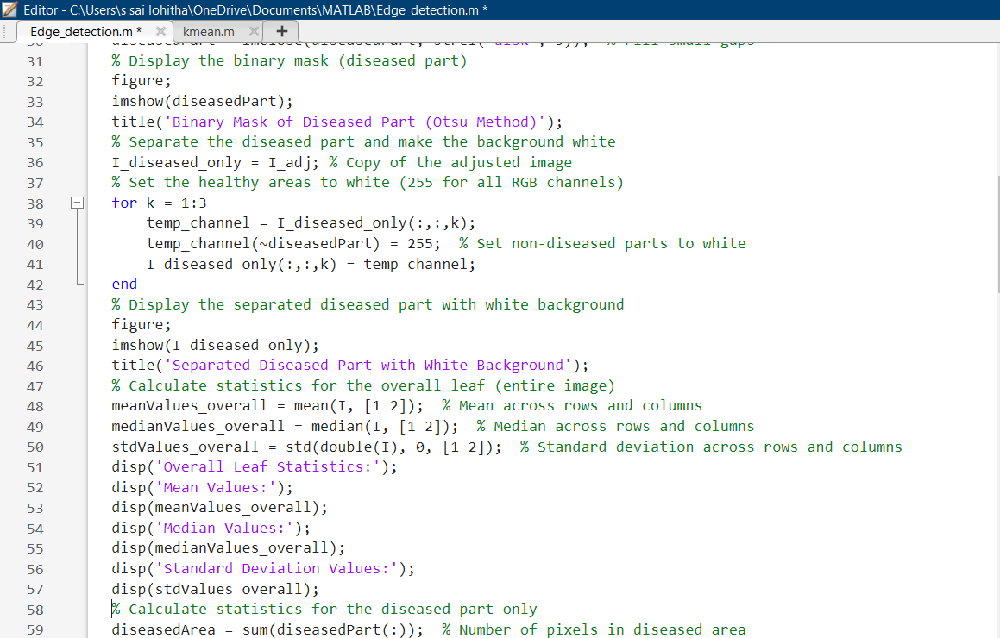 Editor - C:\Users\s sai lohitha\OneDrive\Documents\MATLAB\Edge_detection.m *
Edge_detection.m * kmean.m
31 % Display the binary mask (diseased part)
32 figure;
33 imshow(diseasedPart);
34 title('Binary Mask of Diseased Part (Otsu Method)');
35 % Separate the diseased part and make the background white
36 I_diseased_only = I_adj; % Copy of the adjusted image
37 % Set the healthy areas to white (255 for all RGB channels)
38 for k = 1:3
39 temp_channel = I_diseased_only(:,:,k);
40 temp_channel(~diseasedPart) = 255;  % Set non-diseased parts to white
41 I_diseased_only(:,:,k) = temp_channel;
42 end
43 % Display the separated diseased part with white background
44 figure;
45 imshow(I_diseased_only);
46 title('Separated Diseased Part with White Background');
47 % Calculate statistics for the overall leaf (entire image)
48 meanValues_overall = mean(I, [1 2]);  % Mean across rows and columns
49 medianValues_overall = median(I, [1 2]);  % Median across rows and columns
50 stdValues_overall = std(double(I), 0, [1 2]);  % Standard deviation across rows and columns
51 disp('Overall Leaf Statistics:');
52 disp('Mean Values:');
53 disp(meanValues_overall);
54 disp('Median Values:');
55 disp(medianValues_overall);
56 disp('Standard Deviation Values:');
57 disp(stdValues_overall);
58 % Calculate statistics for the diseased part only
59 diseasedArea = sum(diseasedPart(:));  % Number of pixels in diseased area